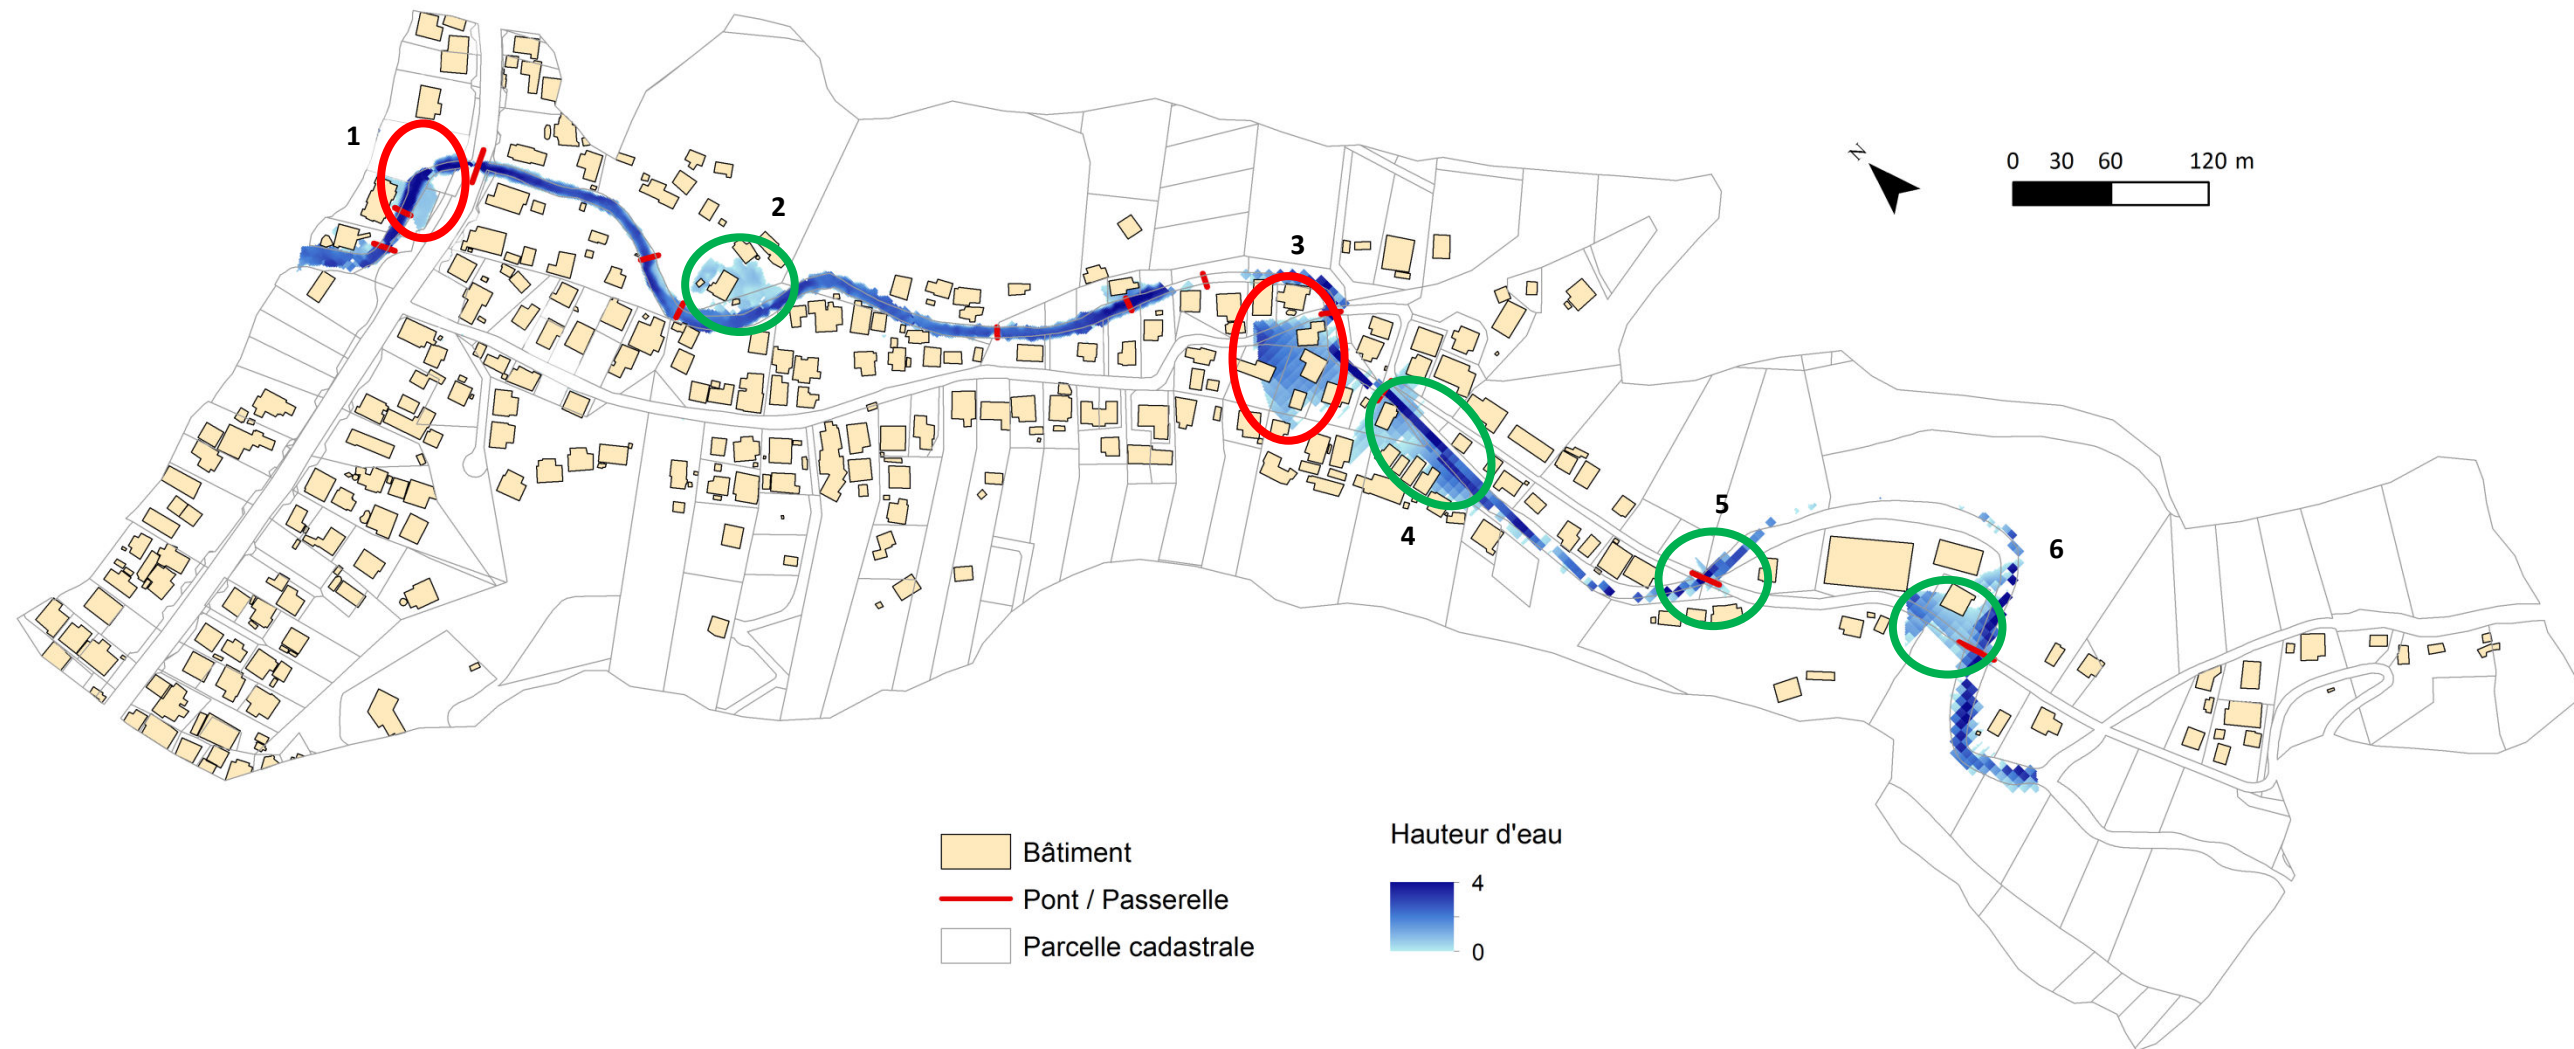 1
2
3
4
5
6
N
0 30 60 120 m
Bâtiment
Pont / Passerelle
Parcelle cadastrale
Hauteur d'eau
4
0